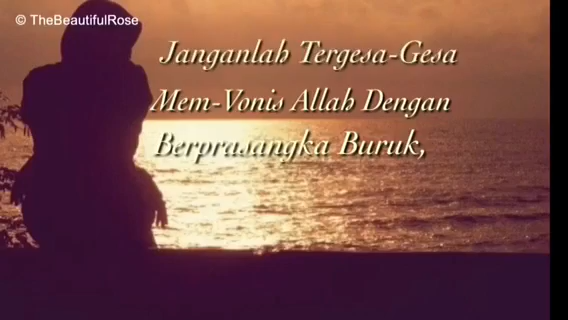 © TheBeautifulRose
Janganlah Tergesa-Gesa
Mem-Vonis Allah Dengan
Berprasangka Buruk,